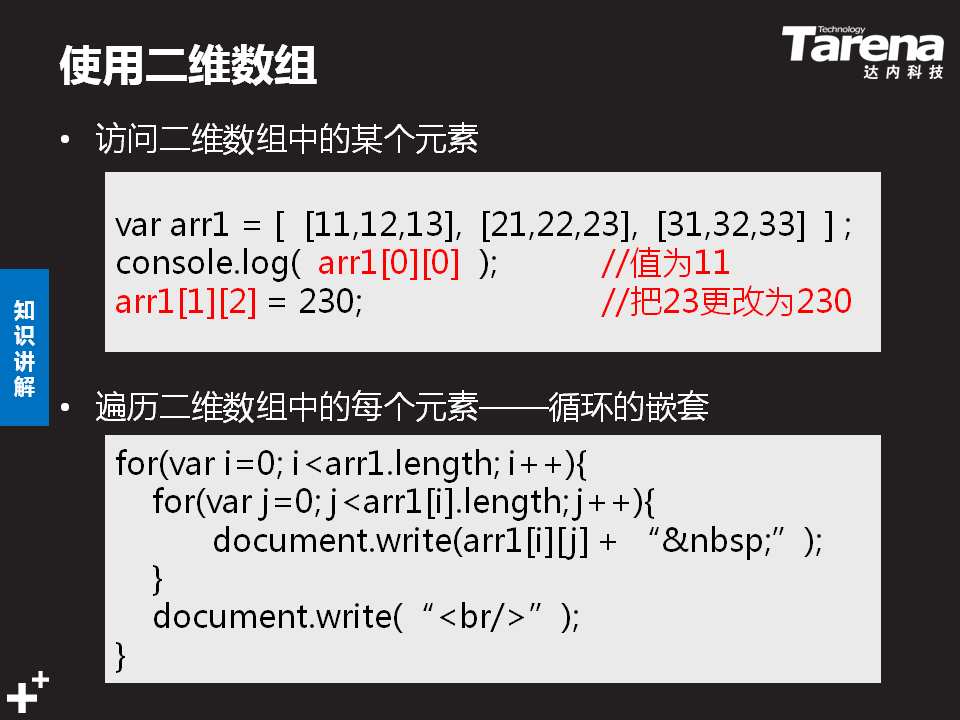 使用二维数组
Technology
Tarena
达内科技
• 访问二维数组中的某个元素
var arr1 = [ [11,12,13], [21,22,23], [31,32,33] ] ;
console.log( arr1[0][0] ); //值为11
arr1[1][2] = 230; //把23更改为230
知识讲解
• 遍历二维数组中的每个元素——循环的嵌套
for(var i=0; i<arr1.length; i++){
for(var j=0; j<arr1[i].length; j++){
document.write(arr1[i][j] + “&nbsp;”);
}
document.write(“<br/>”);
}